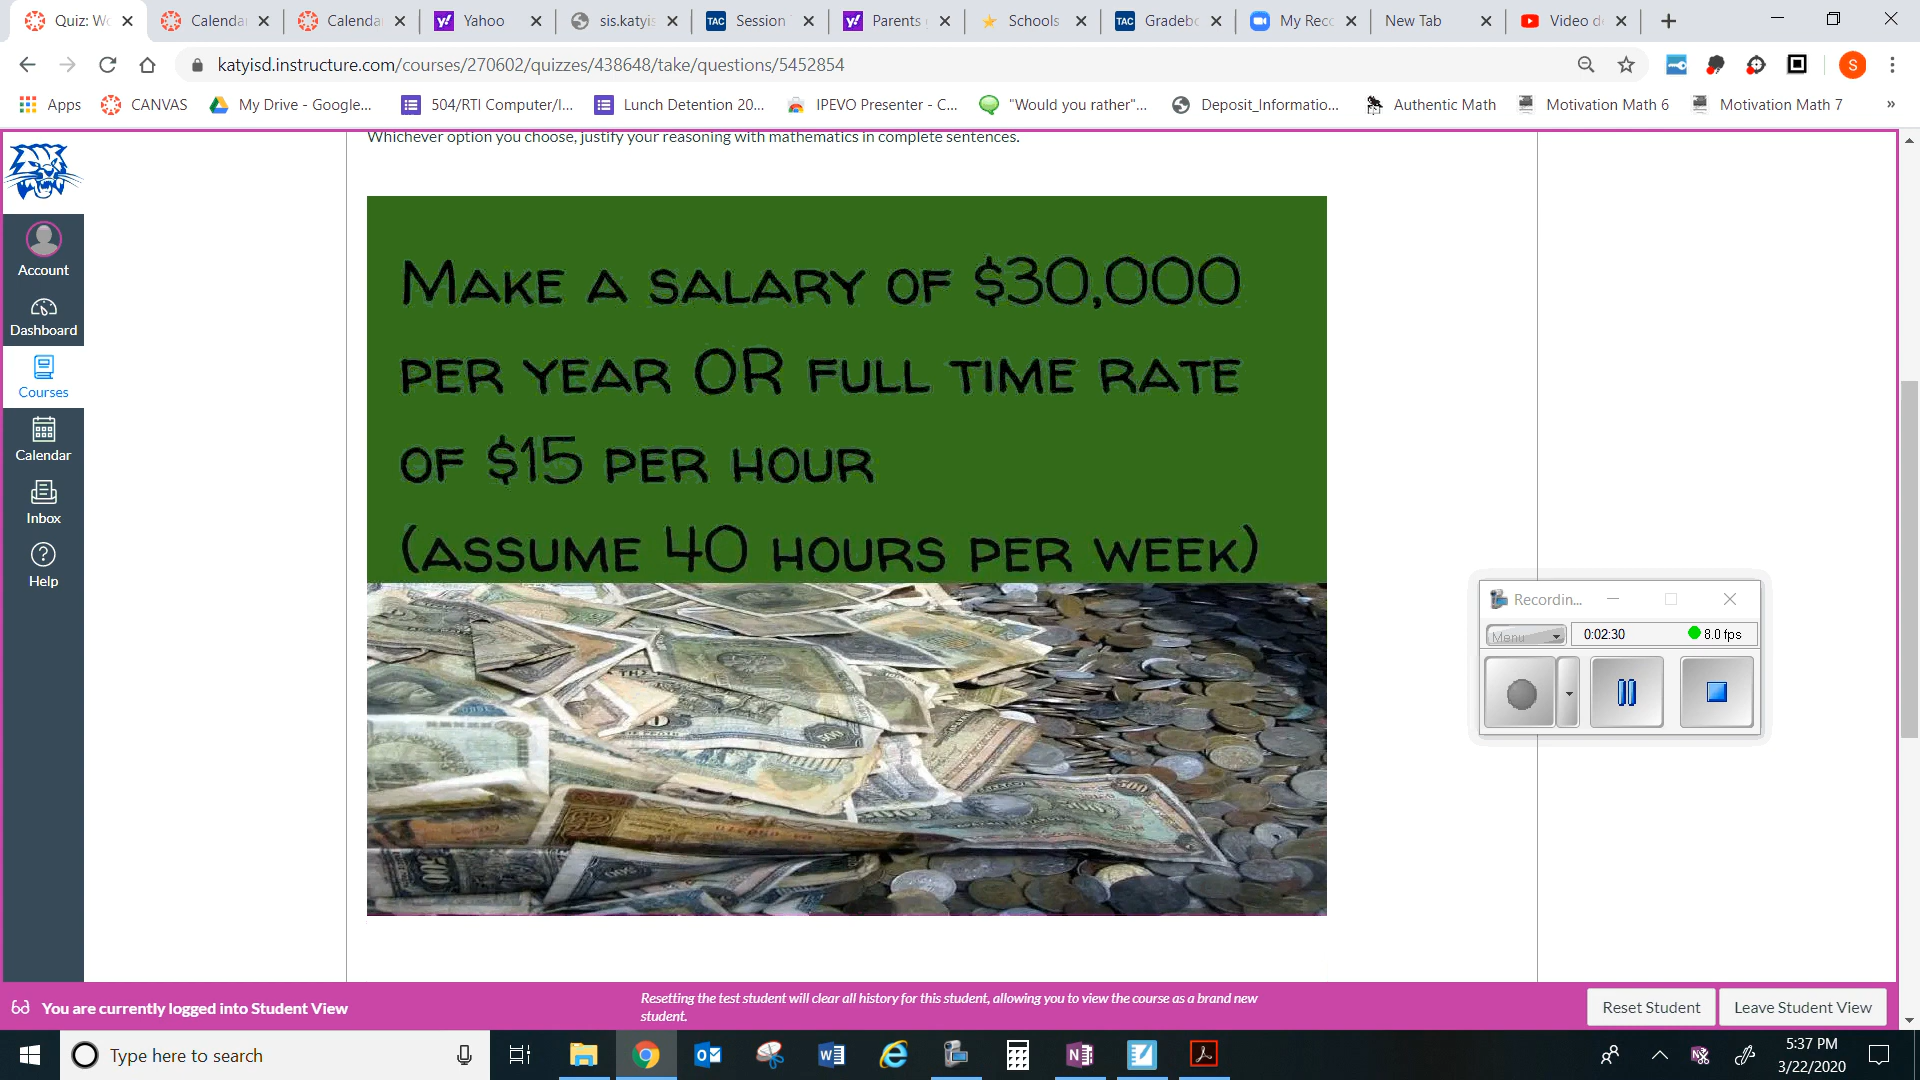 Quiz: Wo
Calendar
Calendar
Yahoo
sis.katyis
TAC Session
Parents
Schools
TAC Gradebo
My Reco
New Tab
Video de
katyisd.instructure.com/courses/270602/quizzes/438648/take/questions/5452854
S
Apps CANVAS My Drive - Google... 504/RTI Computer/I... Lunch Detention 20... IPEVO Presenter - C... "Would you rather"... Deposit_Informatio... Authentic Math Motivation Math 6 Motivation Math 7 »
Whichever option you choose, justify your reasoning with mathematics in complete sentences.
Account
Dashboard
Courses
Calendar
Inbox
Help
MAKE A SALARY OF $30,000
PER YEAR OR FULL TIME RATE
OF $15 PER HOUR
(ASSUME 40 HOURS PER WEEK)
Recordin...
Menu 0:02:30 8.0 fps
You are currently logged into Student View
Resetting the test student will clear all history for this student, allowing you to view the course as a brand new
student.
Reset Student Leave Student View
Type here to search
5:37 PM
3/22/2020